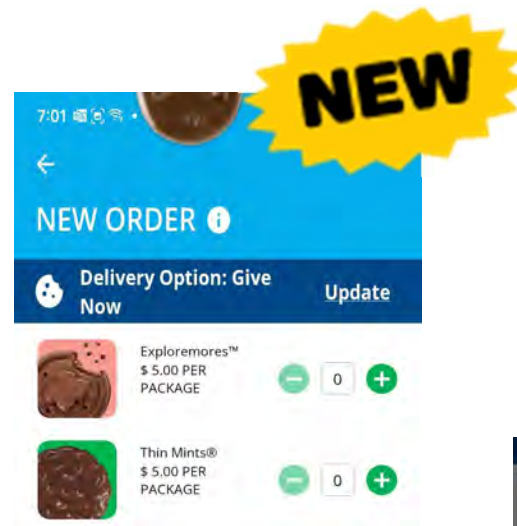 NEW
7:01
NEW ORDER
Delivery Option: Give
Now
Update
Exploremores™
$ 5.00 PER
PACKAGE
0
Thin Mints®
$ 5.00 PER
PACKAGE
0